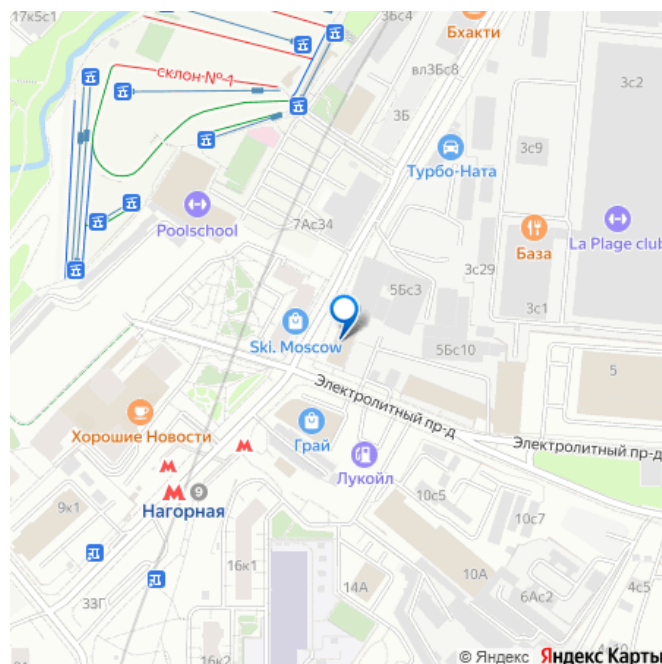 17к5с1
3Бс4
Бхакти
склон №1
вл3Бс8
3с2
3Б
3с9
Турбо-Ната
Poolschool
7Ас34
База
La Plage club
3с29
5Бс3
3с1
Ski. Moscow
5Бс10
5
Электролитный пр-д
Хорошие Новости
Грай
Электролитный пр-д
Лукойл
9
Нагорная
9к1
10с5
10с7
16к1
10А
14А
6Ас2
4с5
33Г
16к2
© Яндекс Яндекс Карты